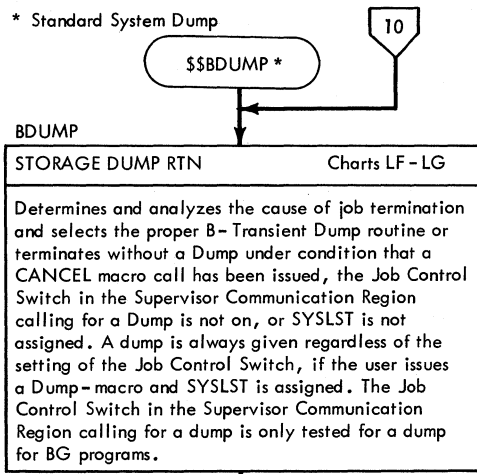 * Standard System Dump
10
$$BDUMP *
BDUMP
STORAGE DUMP RTN Charts LF - LG
Determines and analyzes the cause of job termination
and selects the proper B- Transient Dump routine or
terminates without a Dump under condition that a
CANCEL macro call has been issued, the Job Control
Switch in the Supervisor Communication Region
calling for a Dump is not on, or SYSLST is not
assigned. A dump is always given regardless of the
setting of the Job Control Switch, if the user issues
a Dump-macro and SYSLST is assigned. The Job
Control Switch in the Supervisor Communication
Region calling for a dump is only tested for a dump
for BG programs.